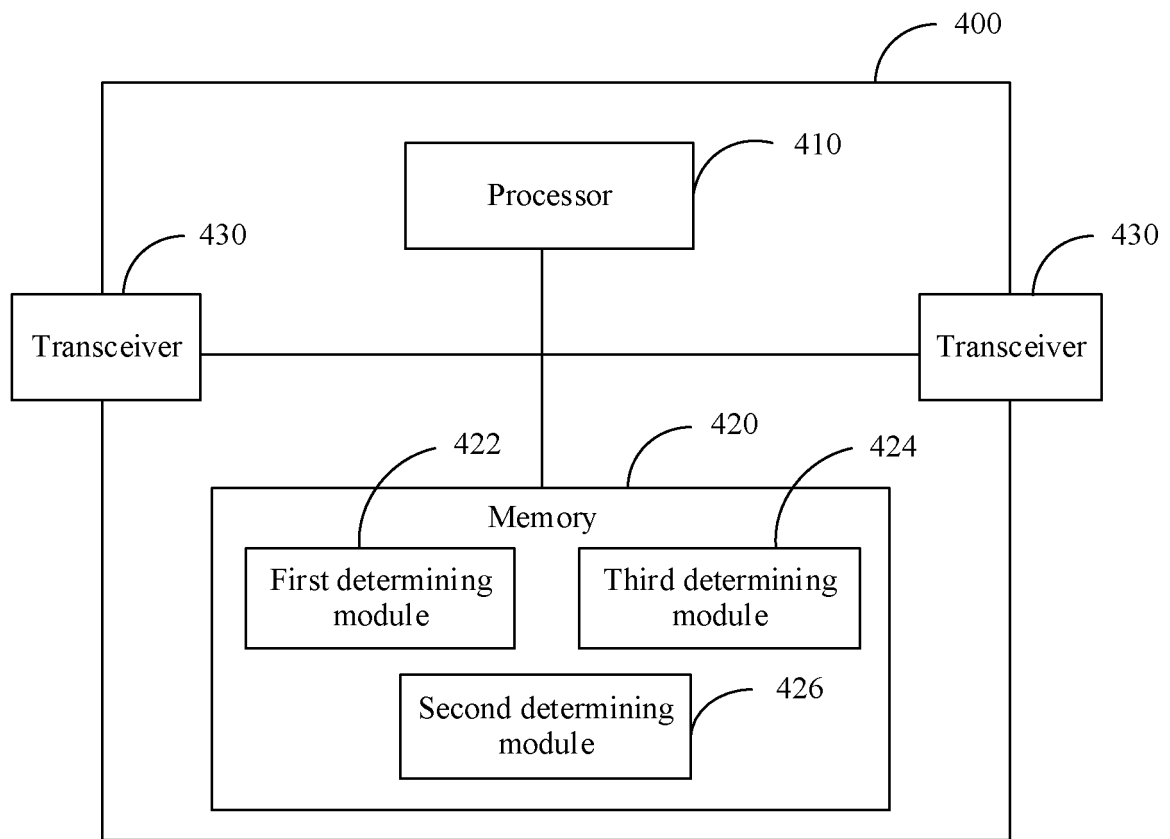 400
410
Processor
430
430
Transceiver
Transceiver
422
420
424
Memory
First determining
module
Third determining
module
426
Second determining
module